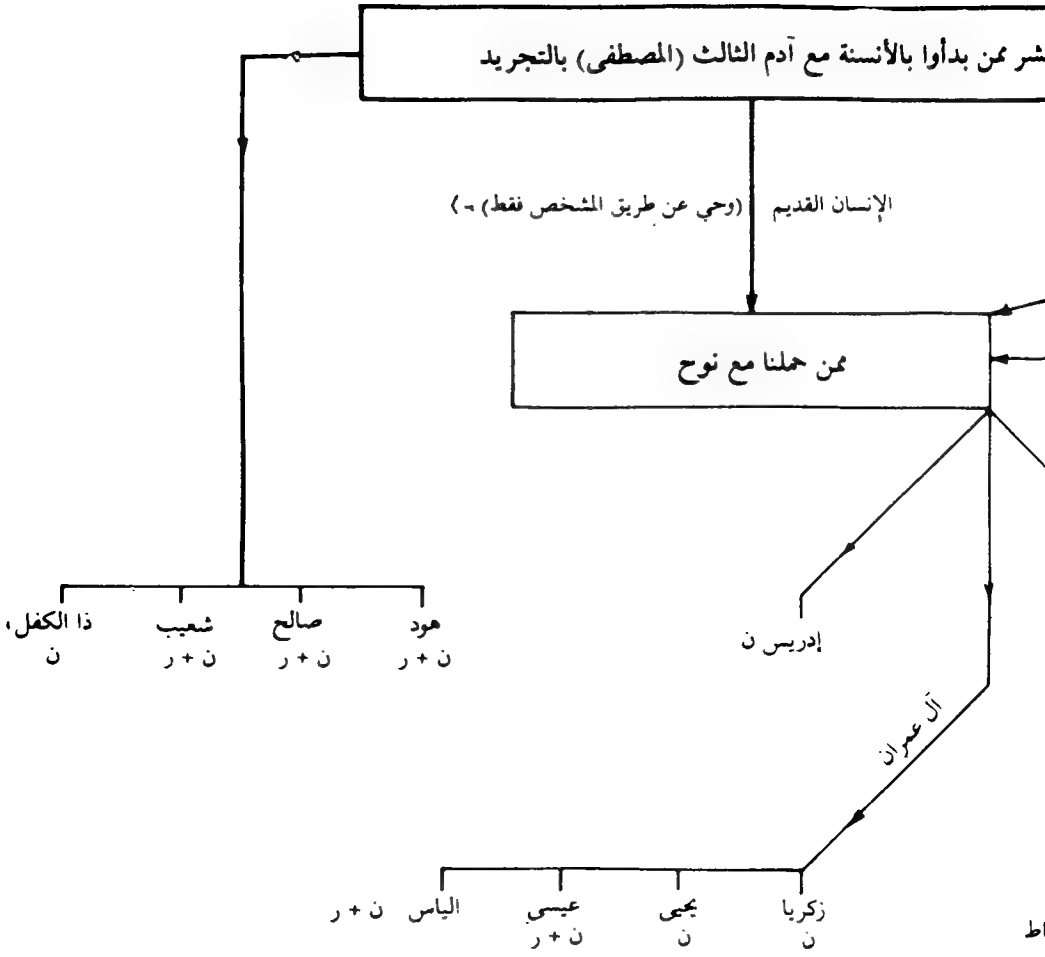 شر ممن بدأوا بالأنسنة مع آدم الثالث (المصطفى) بالتجريد
الإنسان القديم (وحي عن طريق المشخص فقط)
ممن حملنا مع نوح
إدريس ن
هود صالح شعيب ذا الكفل،
ن + ر ن + ر ن + ر ن
آل عمران
زكريا يحيى عيسى الياس ن + ر
ن ن ن + ر
اط